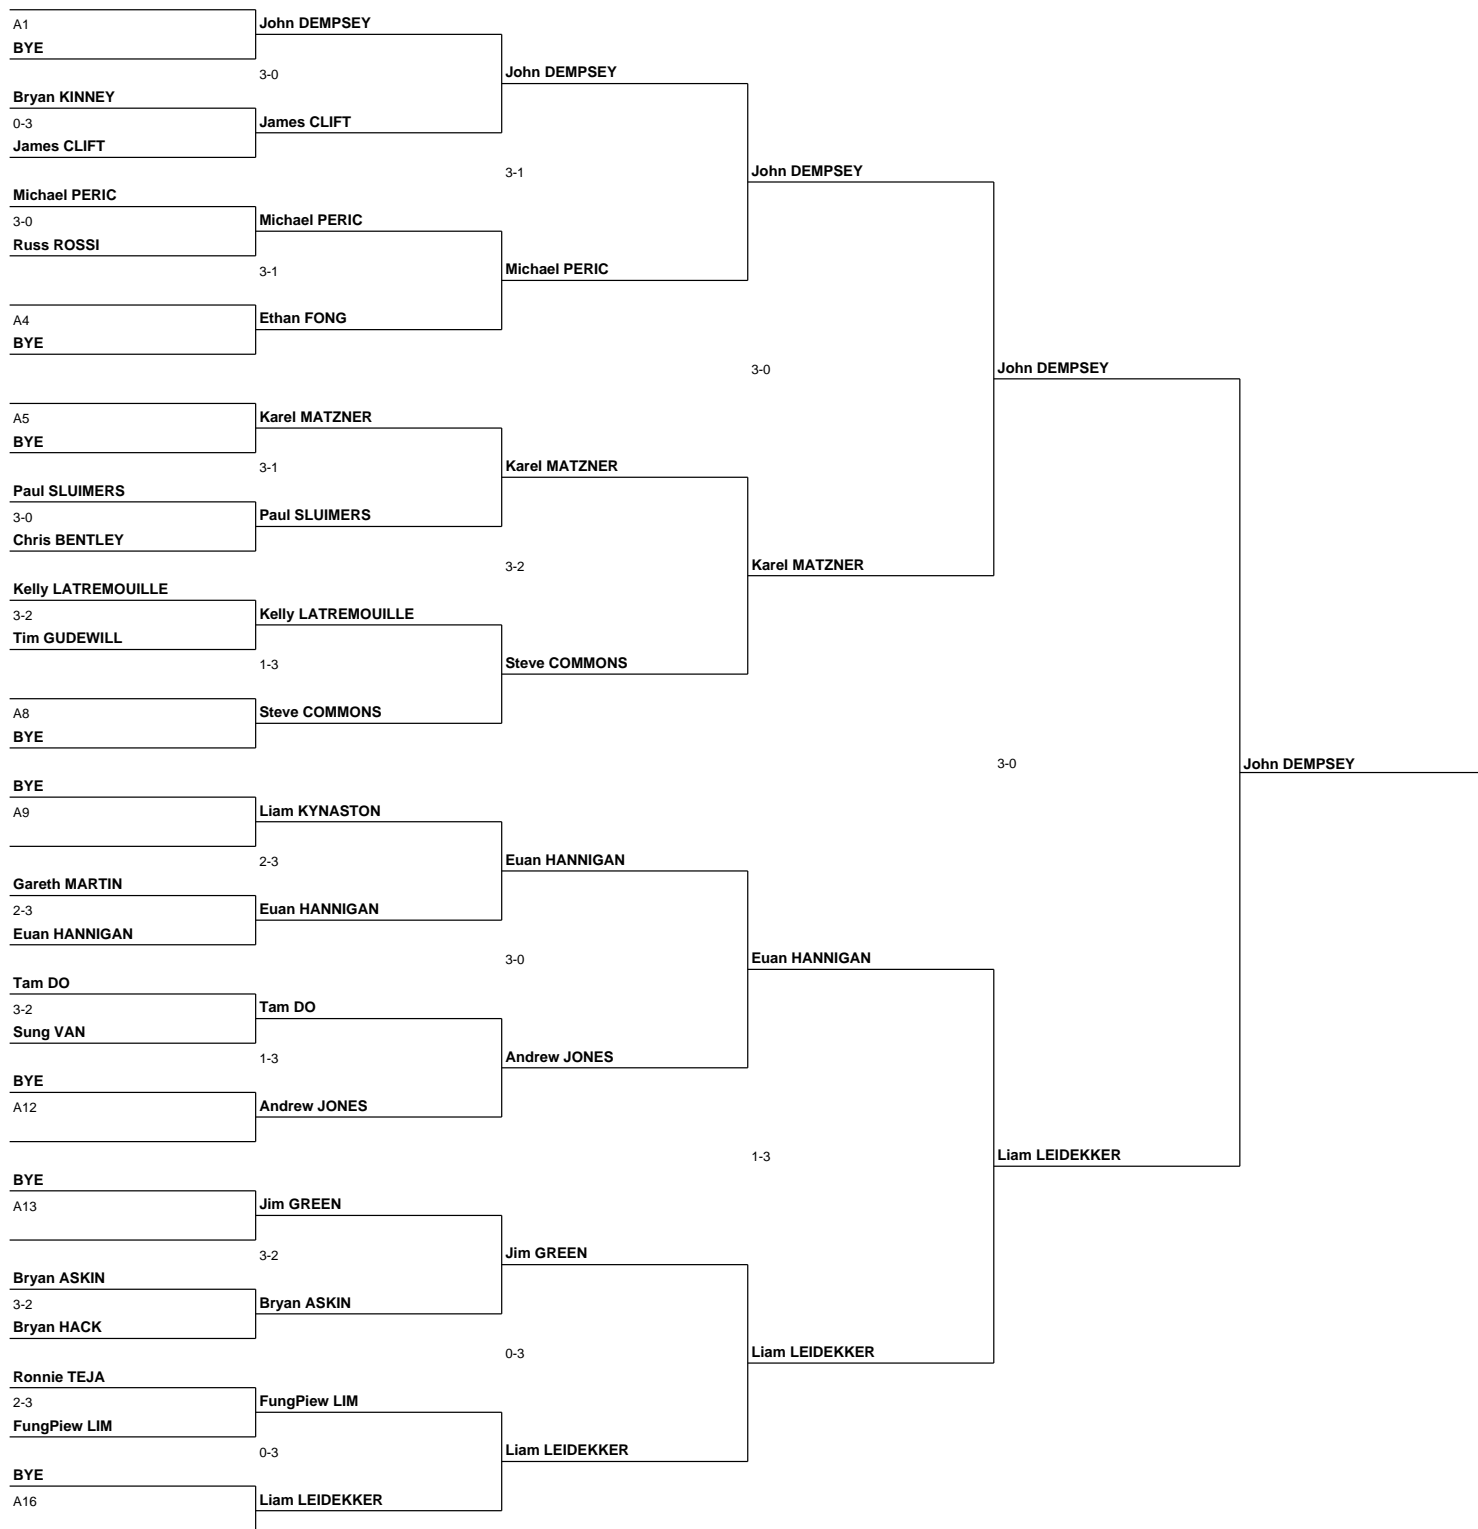 John DEMPSEY
A1
BYE
3-0
John DEMPSEY
Bryan KINNEY
0-3
James CLIFT
James CLIFT
3-1
John DEMPSEY
Michael PERIC
3-0
Michael PERIC
Russ ROSSI
3-1
Michael PERIC
A4
Ethan FONG
BYE
3-0
John DEMPSEY
A5
Karel MATZNER
BYE
3-1
Karel MATZNER
Paul SLUIMERS
3-0
Paul SLUIMERS
Chris BENTLEY
3-2
Karel MATZNER
Kelly LATREMOUILLE
3-2
Kelly LATREMOUILLE
Tim GUDEWILL
1-3
Steve COMMONS
A8
Steve COMMONS
BYE
3-0
John DEMPSEY
BYE
A9
Liam KYNASTON
2-3
Euan HANNIGAN
Gareth MARTIN
2-3
Euan HANNIGAN
Euan HANNIGAN
3-0
Euan HANNIGAN
Tam DO
3-2
Tam DO
Sung VAN
1-3
Andrew JONES
BYE
A12
Andrew JONES
1-3
Liam LEIDEKKER
BYE
A13
Jim GREEN
3-2
Jim GREEN
Bryan ASKIN
3-2
Bryan ASKIN
Bryan HACK
0-3
Liam LEIDEKKER
Ronnie TEJA
2-3
FungPiew LIM
FungPiew LIM
0-3
Liam LEIDEKKER
BYE
A16
Liam LEIDEKKER